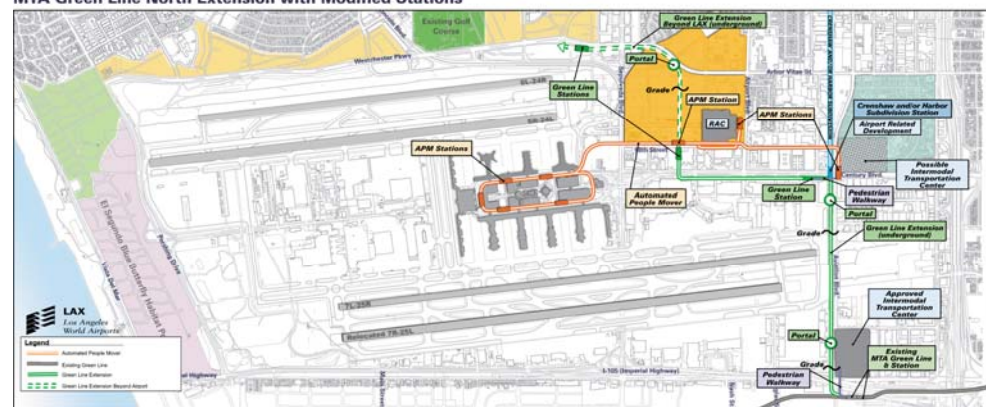 MTA Green Line North Extension with Modified Stations
Existing Golf
Course
Westchester Pkwy
Green Line Extension
Beyond LAX (underground)
Portal
Arbor Vitae St.
Grade
Green Line
Stations
APM Station
RAC
APM Stations
Crenshaw and/or Harbor
Subdivision Station
Airport Related
Development
6L-24R
APM Stations
98th Street
Century Blvd.
Possible
Intermodal
Transportation
Center
Automated
People Mover
Green Line
Station
Pedestrian
Walkway
Portal
Grade
Green Line Extension
(underground)
Aviation Blvd.
El Segundo Blue Butterfly Habitat
Pershing Drive
Vista Del Mar
7L-25R
Relocated 7R-25L
Approved
Intermodal
Transportation
Center
Portal
Grade
Existing
MTA Green Line
& Station
Pedestrian
Walkway
I-105 (Imperial Highway)
Main Street
LAX
Los Angeles
World Airports
Legend
Automated People Mover
Existing Green Line
Green Line Extension
Green Line Extension Beyond Airport